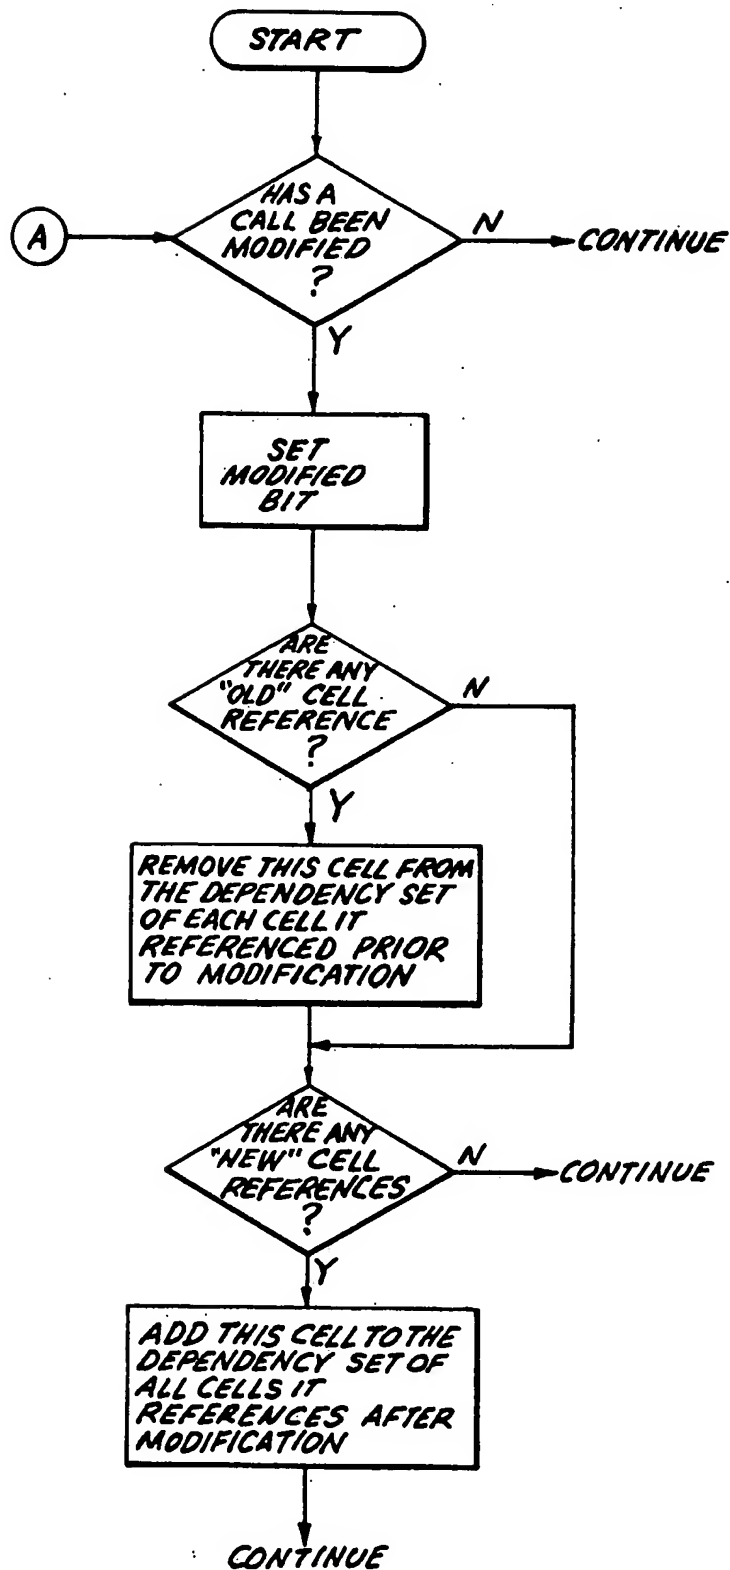 START
HAS A
CALL BEEN
MODIFIED
?
A
N
CONTINUE
Y
SET
MODIFIED
BIT
ARE
THERE ANY
"OLD" CELL
REFERENCE
?
N
Y
REMOVE THIS CELL FROM
THE DEPENDENCY SET
OF EACH CELL IT
REFERENCED PRIOR
TO MODIFICATION
ARE
THERE ANY
"NEW" CELL
REFERENCES
?
N
CONTINUE
Y
ADD THIS CELL TO THE
DEPENDENCY SET OF
ALL CELLS IT
REFERENCES AFTER
MODIFICATION
CONTINUE